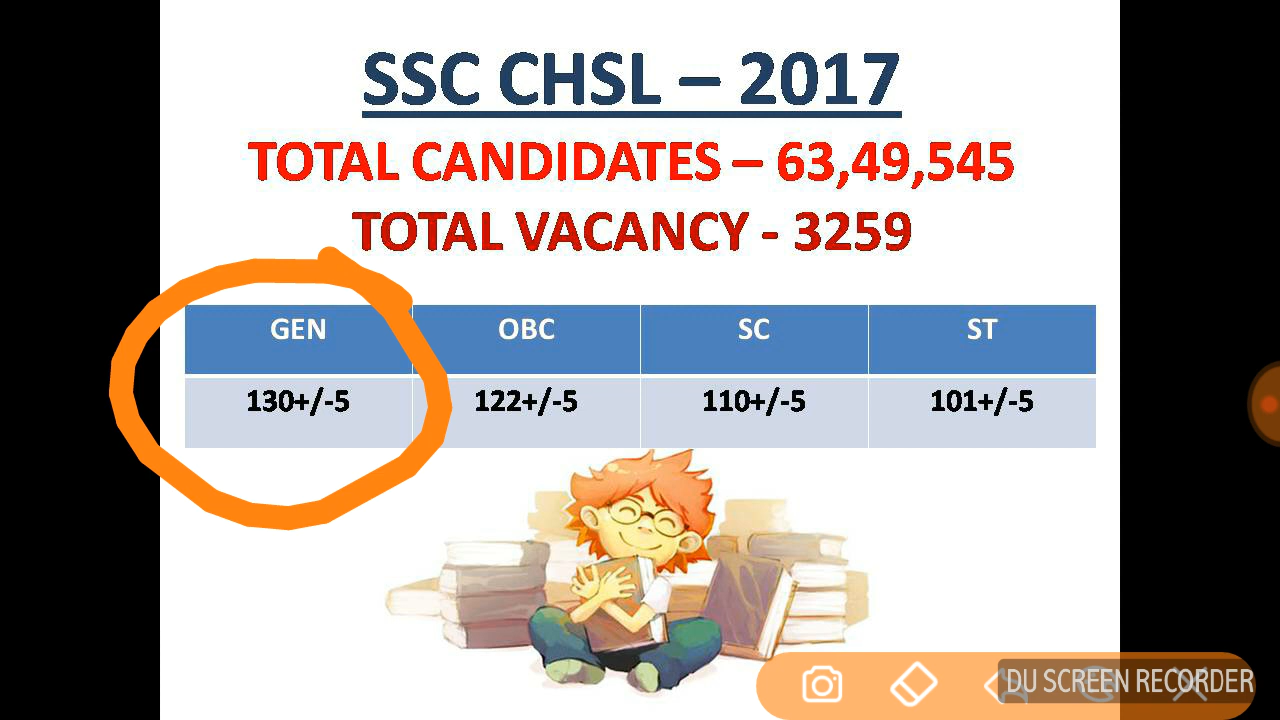 SSC CHSL – 2017
TOTAL CANDIDATES – 63,49,545
TOTAL VACANCY - 3259
GEN OBC SC ST
130+/-5 122+/-5 110+/-5 101+/-5
DU SCREEN RECORDER